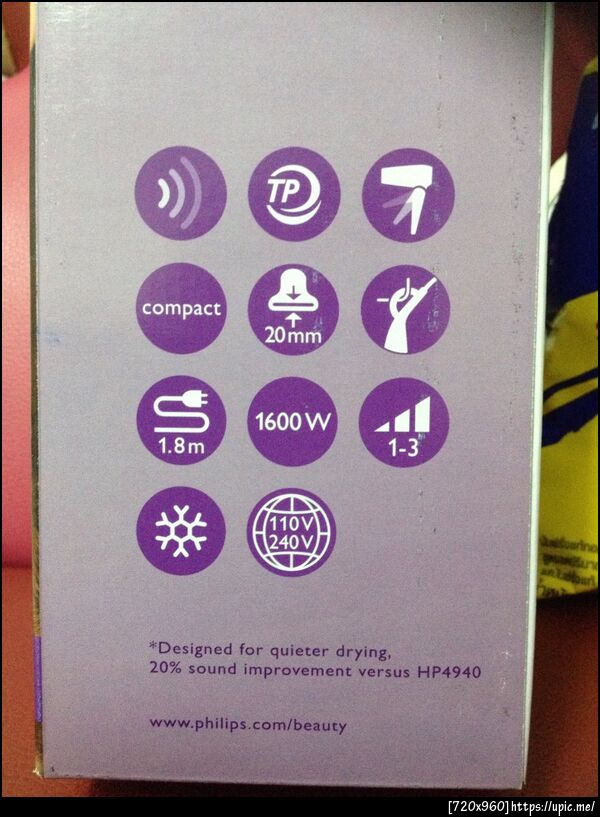 TP
compact
20mm
1.8m
1600 W
1-3
110V
240V
*Designed for quieter drying,
20% sound improvement versus HP4940
www.philips.com/beauty
[720x960]https://upic.me/